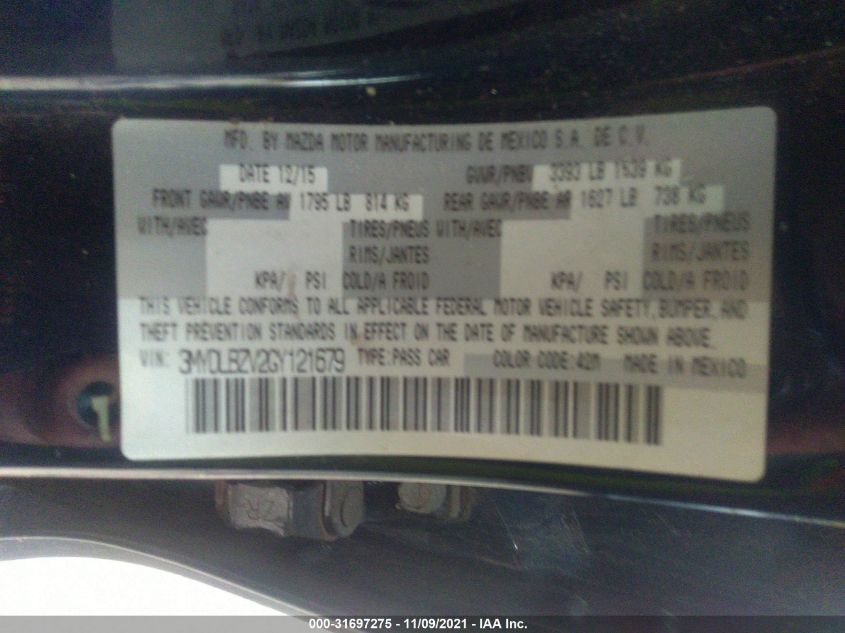 MFD. BY MAZDA MOTOR MANUFACTURING DE MEXICO S.A. DE C.V.
DATE 12/15 GVWR/PNBV 3393 LB 1539 KG
FRONT GAWR/PNBE AV 1795 LB 814 KG REAR GAWR/PNBE AR 1627 LB 738 KG
WITH/AVEC TIRES/PNEUS WITH/AVEC TIRES/PNEUS
RIMS/JANTES RIMS/JANTES
KPA/ PSI COLD/A FROID KPA/ PSI COLD/A FROID
THIS VEHICLE CONFORMS TO ALL APPLICABLE FEDERAL MOTOR VEHICLE SAFETY, BUMPER, AND
THEFT PREVENTION STANDARDS IN EFFECT ON THE DATE OF MANUFACTURE SHOWN ABOVE.
VIN: 3MYDLBZV2GY121679 TYPE:PASS CAR COLOR CODE:42M MADE IN MEXICO
000-31697275 - 11/09/2021 - IAA Inc.